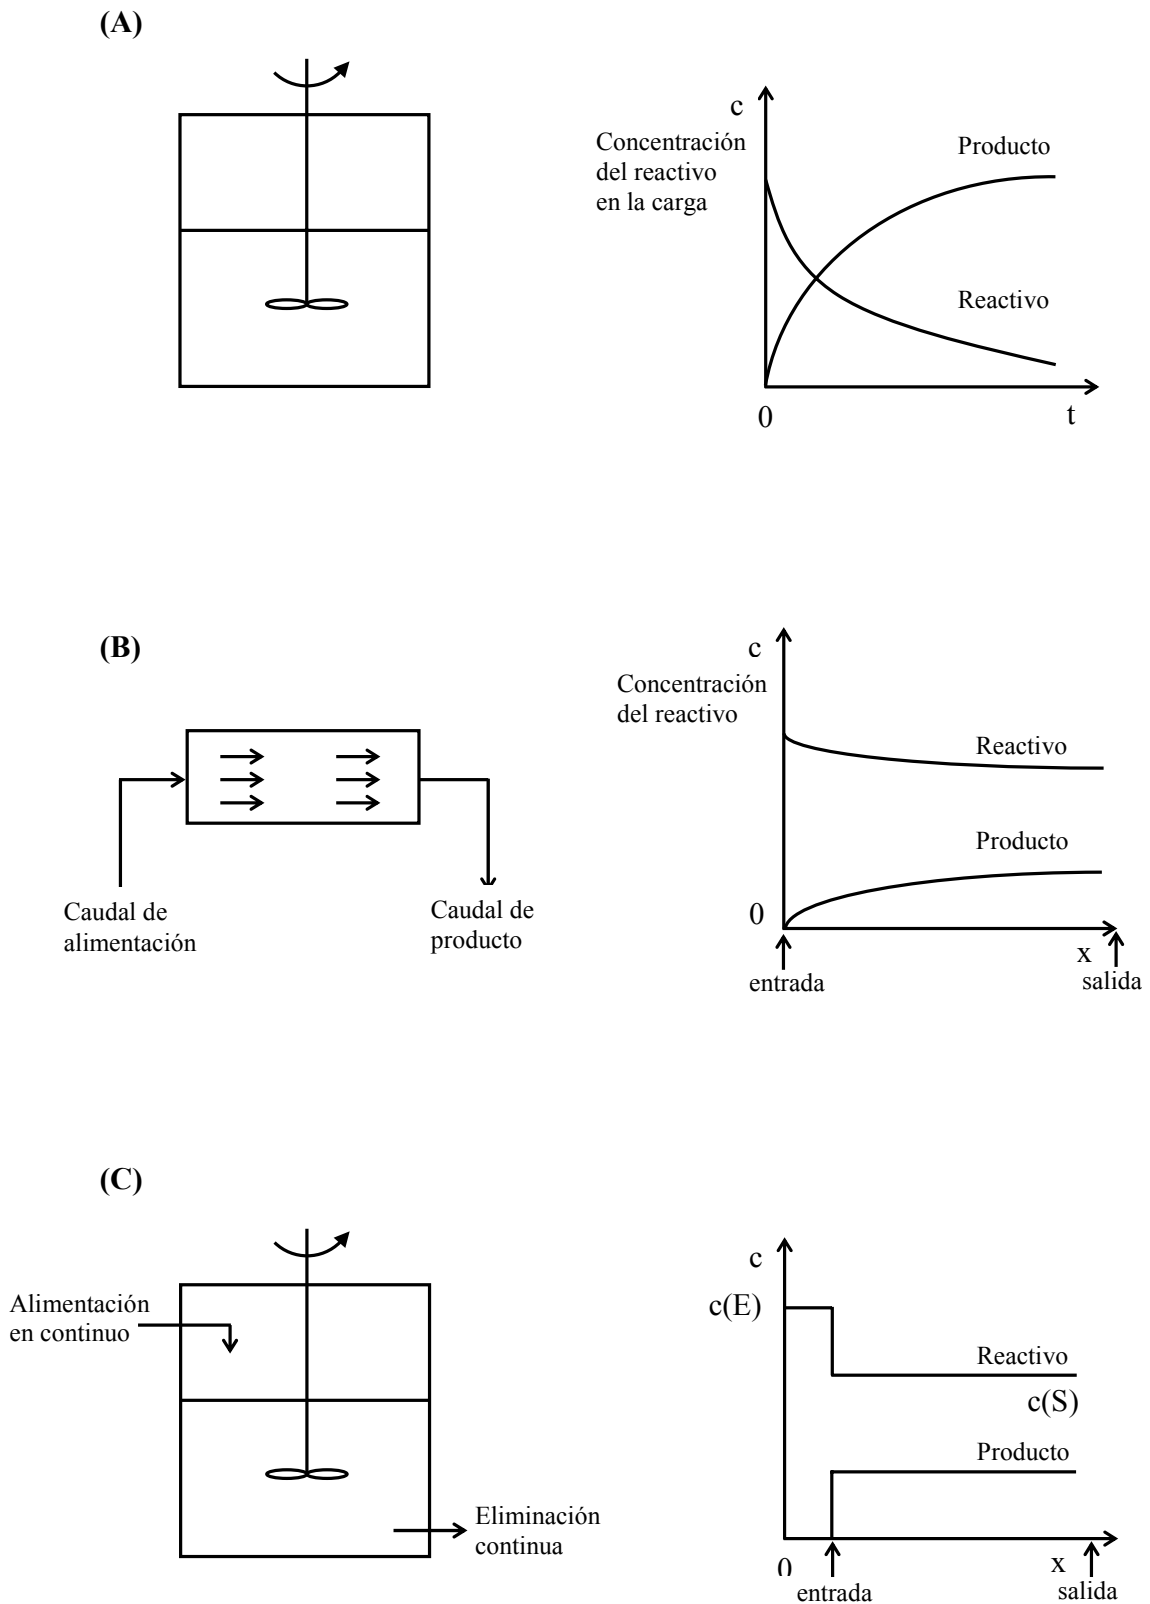 (A)
c
Concentración
del reactivo
en la carga
Producto
Reactivo
0
t
(B)
c
Concentración
del reactivo
Reactivo
Producto
0
x
entrada
salida
Caudal de
alimentación
Caudal de
producto
(C)
Alimentación
en continuo
Eliminación
continua
c
c(E)
Reactivo
c(S)
Producto
0
x
entrada
salida